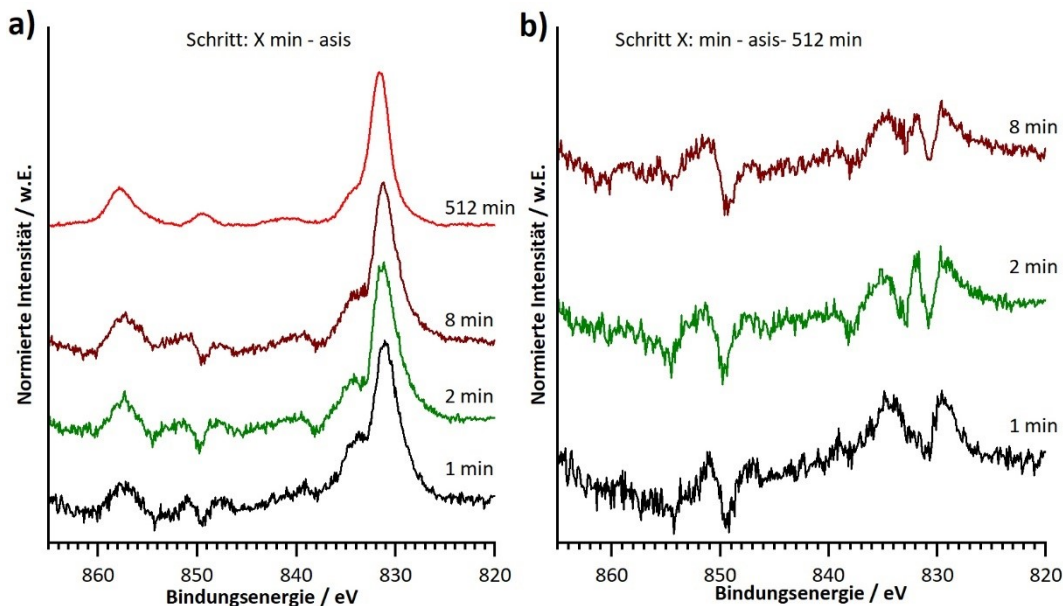 a)
Schritt: X min - asis
512 min
8 min
2 min
1 min
Normierte Intensität / w.E.
860
850
840
830
820
Bindungsenergie / eV
b)
Schritt X: min - asis- 512 min
8 min
2 min
1 min
Normierte Intensität / w.E.
860
850
840
830
820
Bindungsenergie / eV